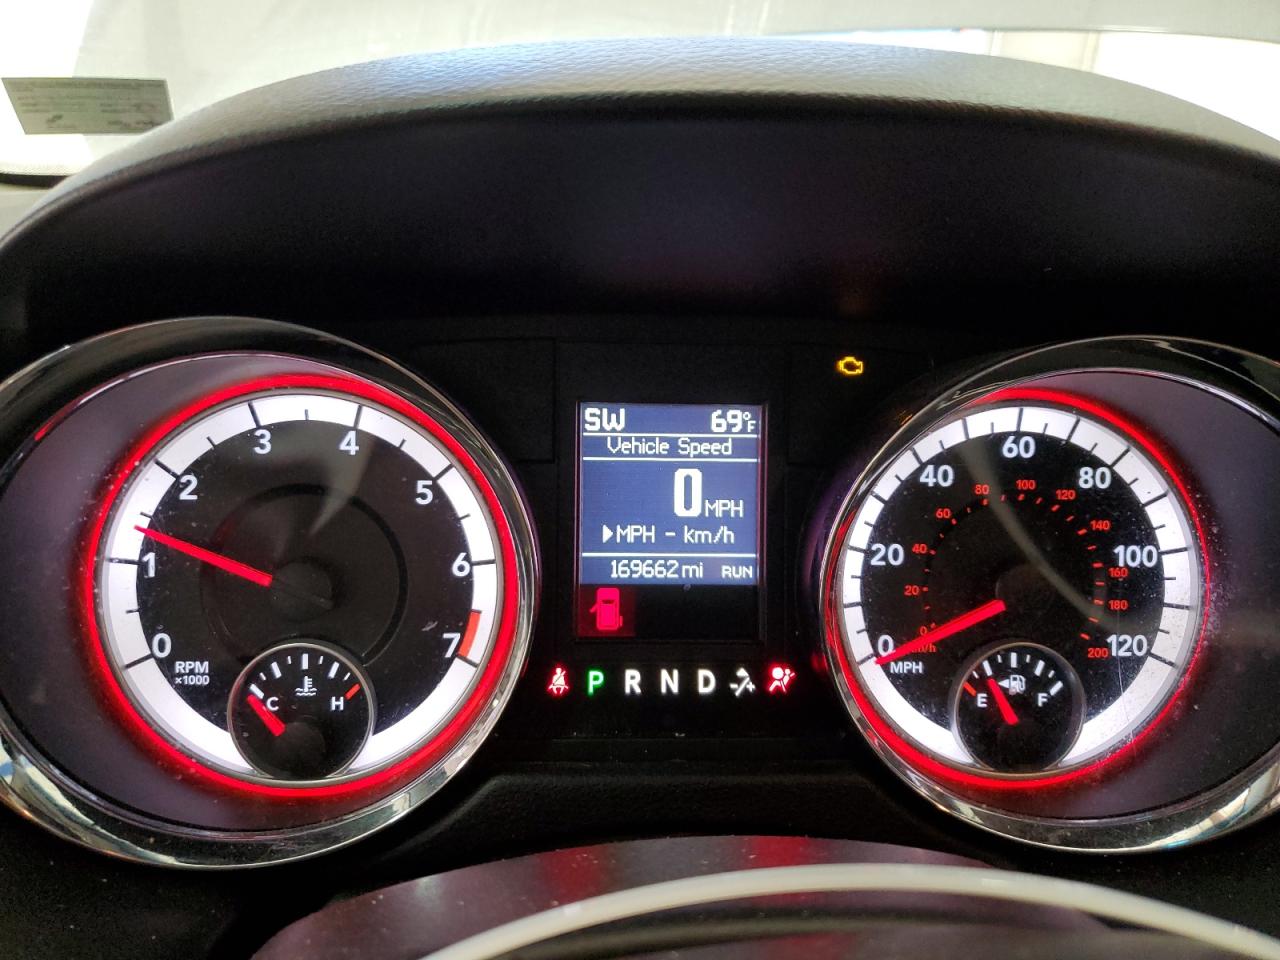 SW 69°F
Vehicle Speed
0 MPH
▶MPH - km/h
169662 mi RUN
P R N D -/+
0 1 2 3 4 5 6 7
RPM
x1000
C H
0 20 40 60 80 100 120
MPH
0 20 40 60 80 100 120 140 160 180 200
km/h
E F